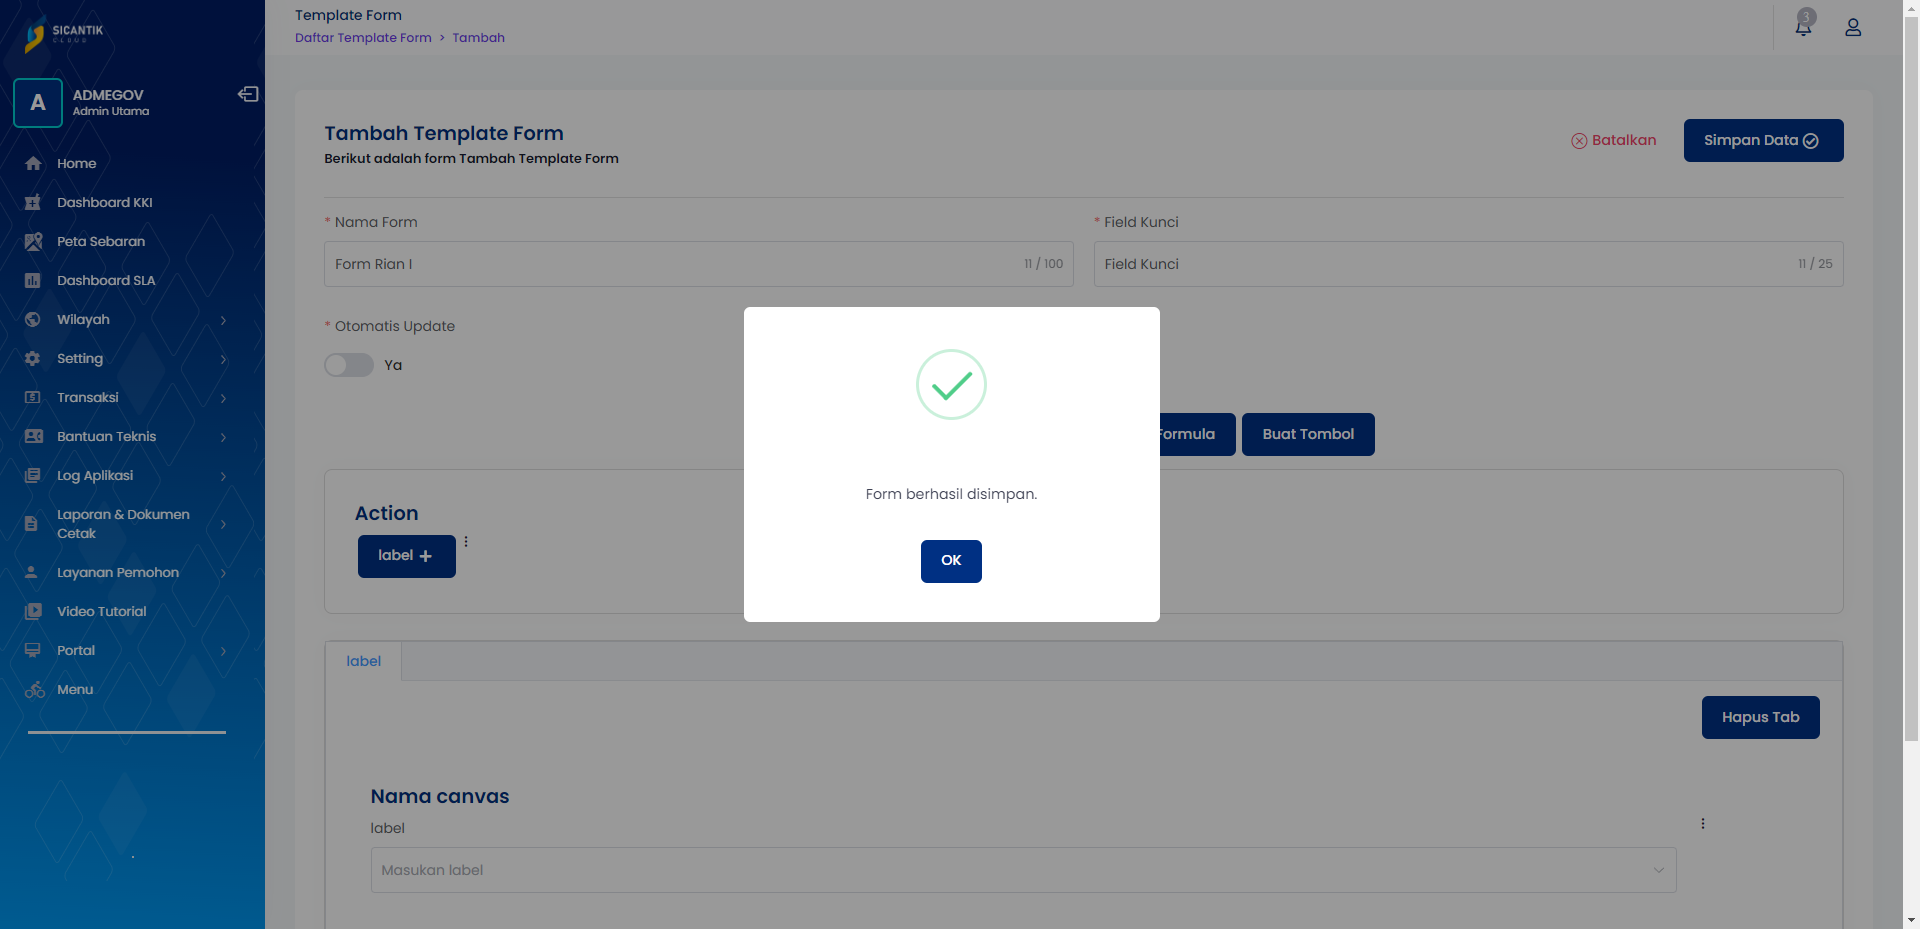 SICANTIK
CLOUD
A
ADMEGOV
Admin Utama
Home
Dashboard KKI
Peta Sebaran
Dashboard SLA
Wilayah
Setting
Transaksi
Bantuan Teknis
Log Aplikasi
Laporan & Dokumen
Cetak
Layanan Pemohon
Video Tutorial
Portal
Menu
Template Form
Daftar Template Form > Tambah
3
Tambah Template Form
Berikut adalah form Tambah Template Form
Batalkan
Simpan Data
* Nama Form
Form Rian I 11 / 100
* Field Kunci
Field Kunci 11 / 25
* Otomatis Update
Ya
Formula
Buat Tombol
Form berhasil disimpan.
OK
Action
label +
label
Hapus Tab
Nama canvas
label
Masukan label